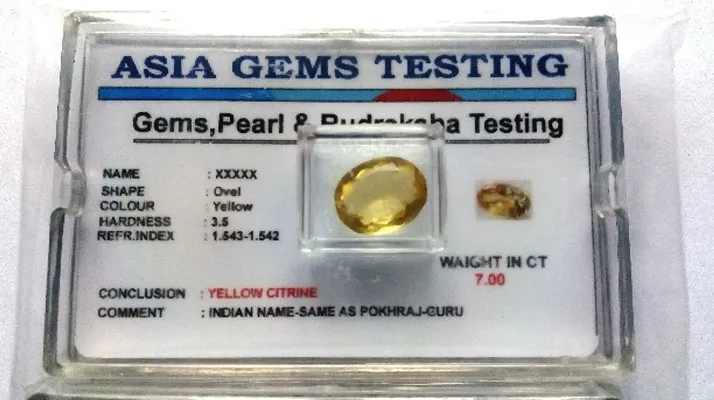 ASIA GEMS TESTING
Gems,Pearl & Rudraksha Testing
NAME : XXXXX
SHAPE : Ovel
COLOUR : Yellow
HARDNESS : 3.5
REFR.INDEX : 1.543-1.542
WAIGHT IN CT
7.00
CONCLUSION : YELLOW CITRINE
COMMENT : INDIAN NAME-SAME AS POKHRAJ-GURU